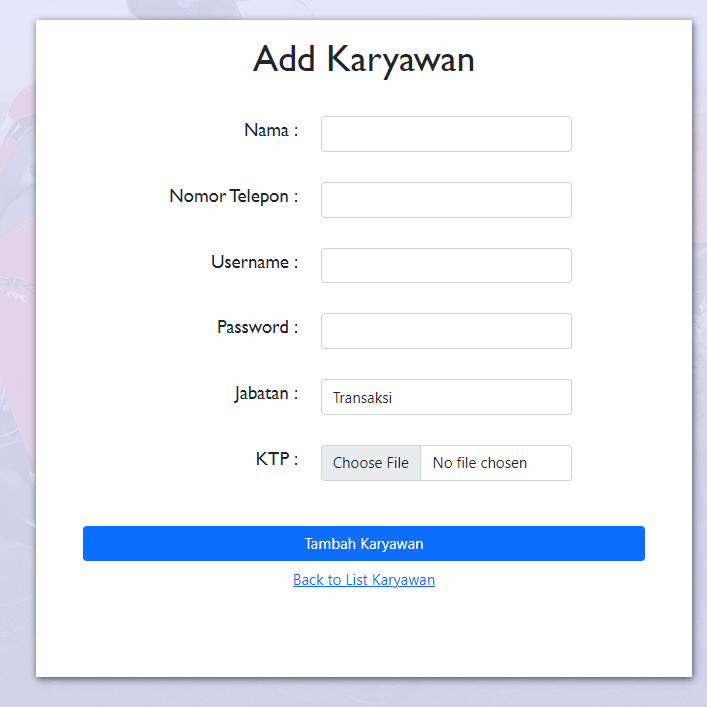 Add Karyawan
Nama :
Nomor Telepon :
Username :
Password :
Jabatan : Transaksi
KTP : Choose File No file chosen
Tambah Karyawan
Back to List Karyawan